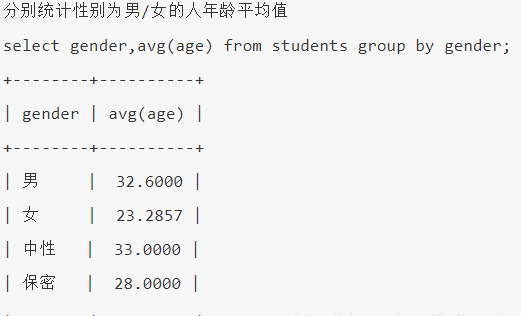 分别统计性别为男/女的人年龄平均值
select gender,avg(age) from students group by gender;
+--------+----------+
| gender | avg(age) |
+--------+----------+
| 男     |  32.6000 |
| 女     |  23.2857 |
| 中性   |  33.0000 |
| 保密   |  28.0000 |